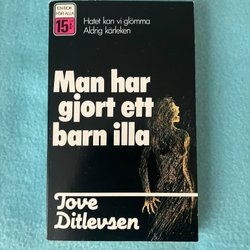 EN BOK
FÖR ALLA
15:-
Hatet kan vi glömma
Aldrig kärleken
Man har
gjort ett
barn illa
Tove
Ditlevsen